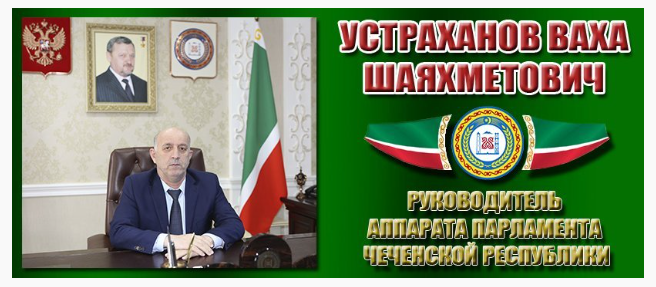 УСТРАХАНОВ ВАХА
ШАЯХМЕТОВИЧ
РУКОВОДИТЕЛЬ
АППАРАТА ПАРЛАМЕНТА
ЧЕЧЕНСКОЙ РЕСПУБЛИКИ